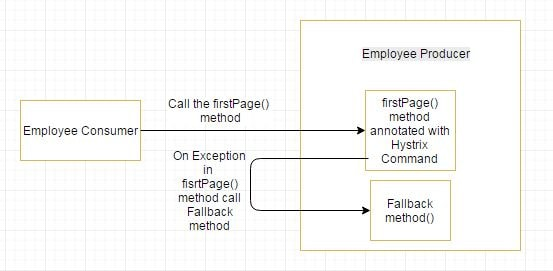 Employee Producer
Call the firstPage()
method
Employee Consumer
firstPage()
method
annotated with
Hystrix
Command
On Exception
in
fisrtPage()
method call
Fallback
method
Fallback
method()